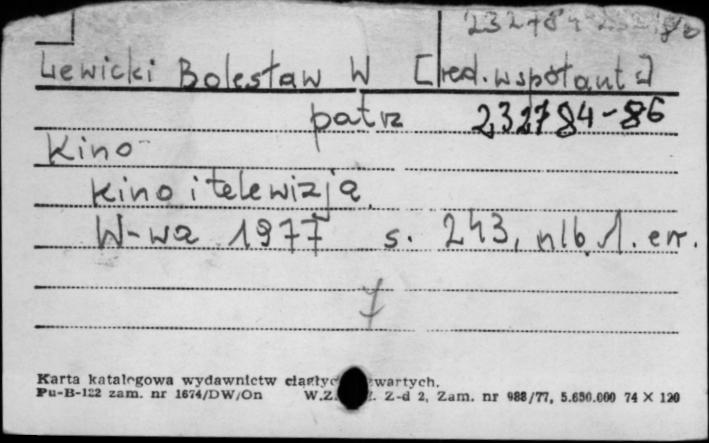 232784
Lewicki Bolesław W [red. współaut.]
patrz 232784-86
Kino
Kino i telewizja.
W-wa 1977 s. 243, nlb. 1. err.
Karta katalogowa wydawnictw ciągłyc zwartych.
Pu-B-122 zam. nr 1674/DW/On W.Z. Z-d 2, Zam. nr 988/77, 5.650.000 74 X 120